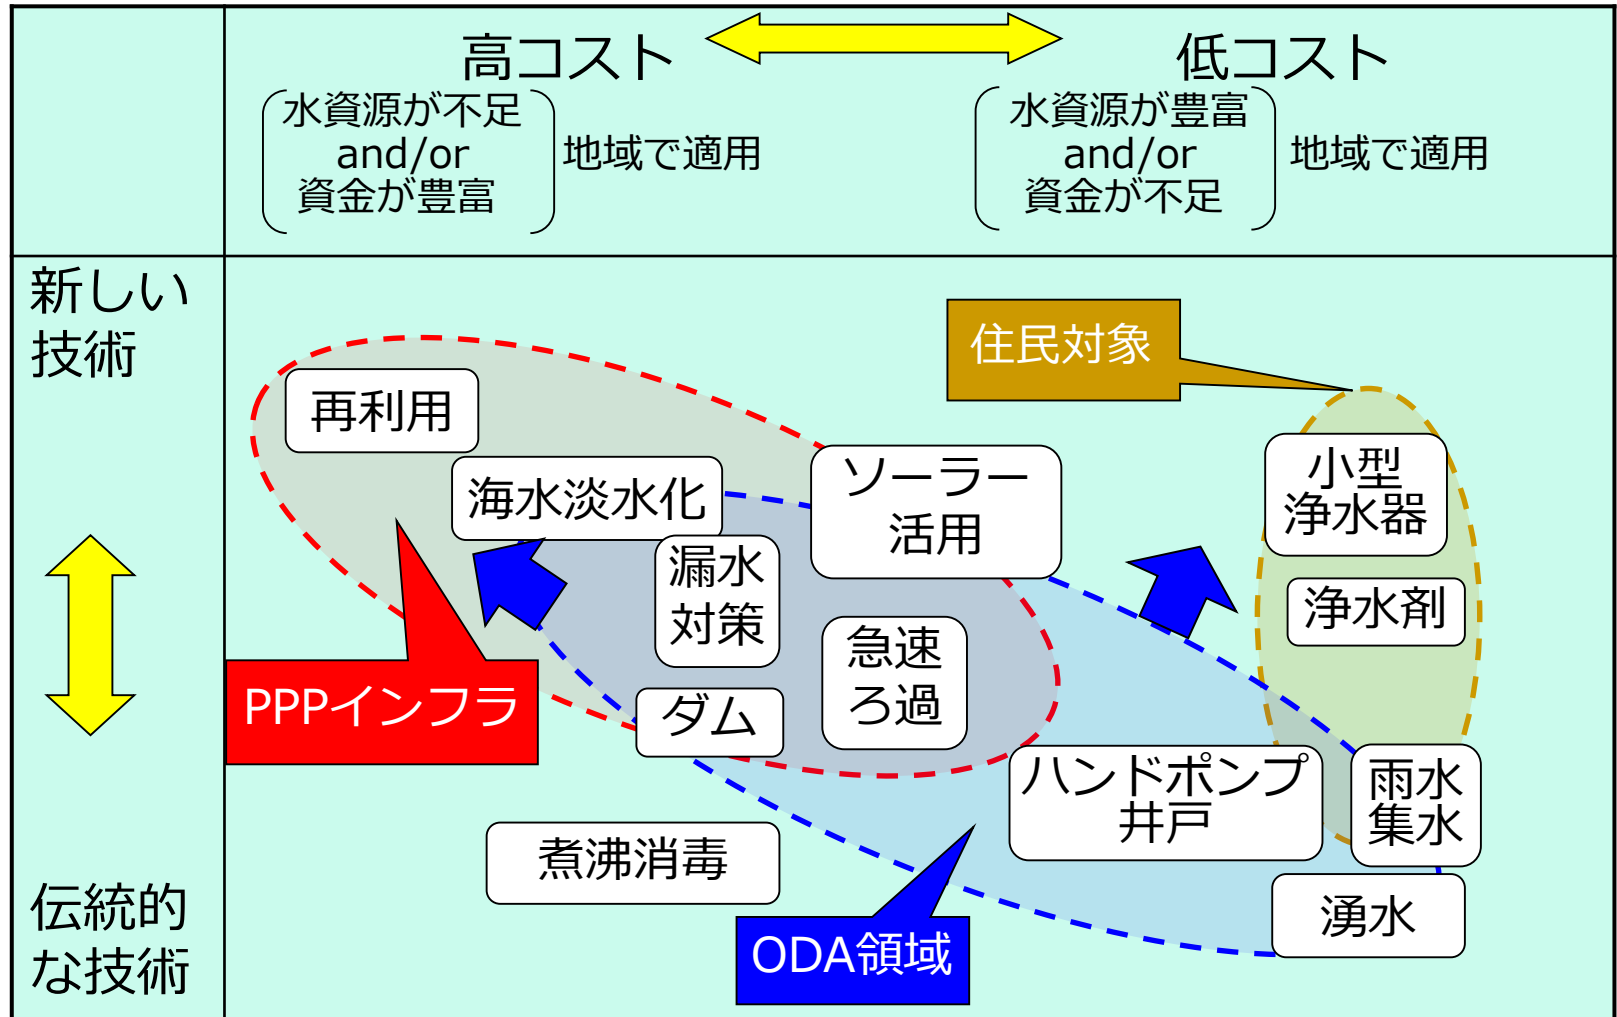 高コスト
低コスト
水資源が不足
and/or
資金が豊富
地域で適用
水資源が豊富
and/or
資金が不足
地域で適用
新しい
技術
伝統的
な技術
住民対象
再利用
海水淡水化
ソーラー
活用
小型
浄水器
漏水
対策
浄水剤
急速
ろ過
PPPインフラ
ダム
ハンドポンプ
井戸
雨水
集水
煮沸消毒
湧水
ODA領域